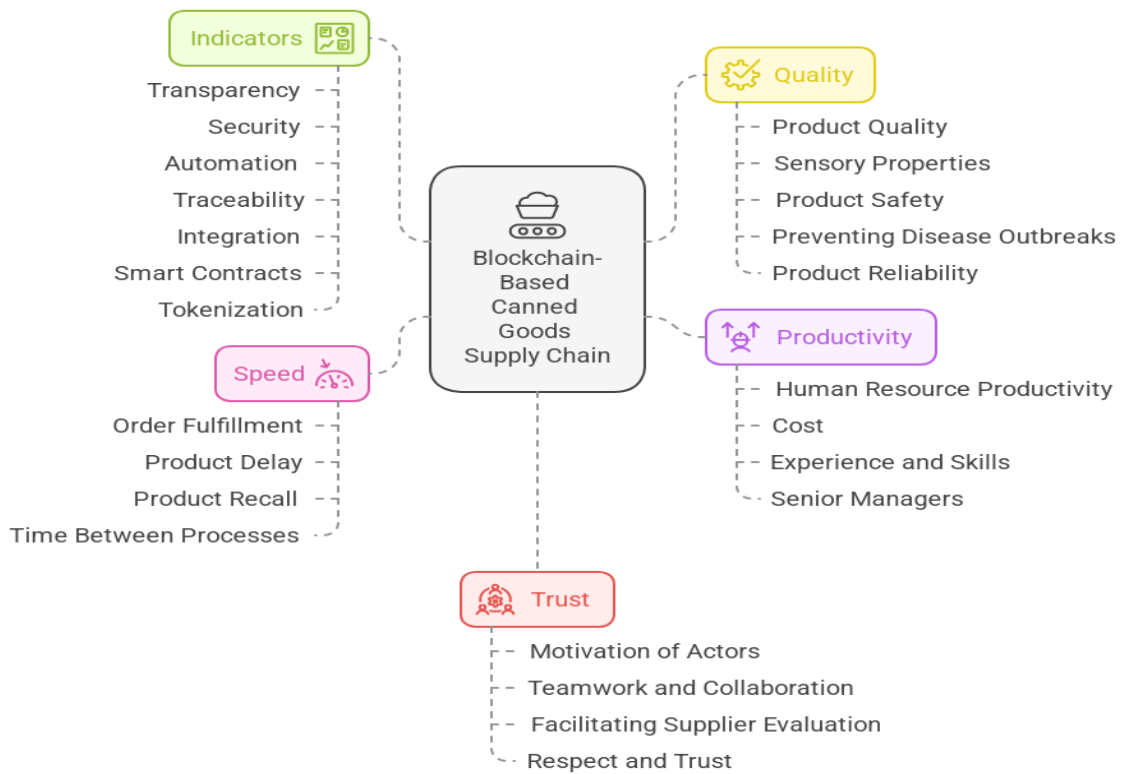 Indicators
Transparency
Security
Automation
Traceability
Integration
Smart Contracts
Tokenization
Speed
Order Fulfillment
Product Delay
Product Recall
Time Between Processes
Blockchain-
Based
Canned
Goods
Supply Chain
Quality
Product Quality
Sensory Properties
Product Safety
Preventing Disease Outbreaks
Product Reliability
Productivity
Human Resource Productivity
Cost
Experience and Skills
Senior Managers
Trust
Motivation of Actors
Teamwork and Collaboration
Facilitating Supplier Evaluation
Respect and Trust